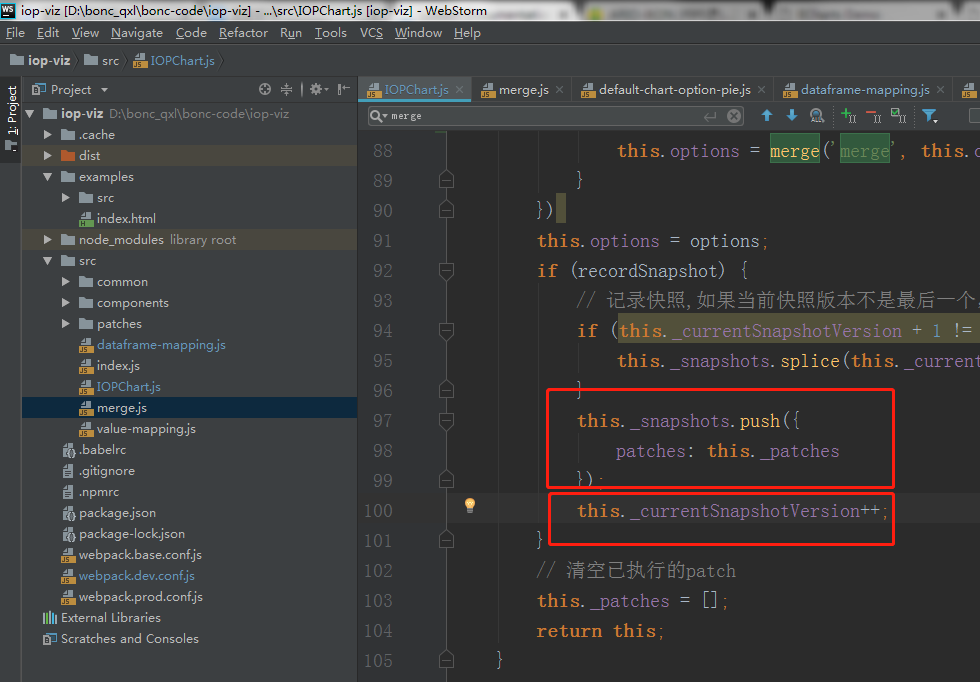 iop-viz [D:\bonc_qxl\bonc-code\iop-viz] - ...\src\IOPChart.js [iop-viz] - WebStorm
File Edit View Navigate Code Refactor Run Tools VCS Window Help
iop-viz src IOPChart.js
1: Project
Project
IOPChart.js merge.js default-chart-option-pie.js dataframe-mapping.js
iop-viz D:\bonc_qxl\bonc-code\iop-viz
.cache
dist
examples
src
index.html
node_modules library root
src
common
components
patches
dataframe-mapping.js
index.js
IOPChart.js
merge.js
value-mapping.js
.babelrc
.gitignore
.npmrc
package.json
package-lock.json
webpack.base.conf.js
webpack.dev.conf.js
webpack.prod.conf.js
External Libraries
Scratches and Consoles
merge
88 this.options = merge('merge', this.o
89 }
90 })
91 this.options = options;
92 if (recordSnapshot) {
93 // 记录快照,如果当前快照版本不是最后一个,
94 if (this._currentSnapshotVersion + 1 !=
95 this._snapshots.splice(this._current
96 }
97 this._snapshots.push({
98 patches: this._patches
99 });
100 this._currentSnapshotVersion++;
101 }
102 // 清空已执行的patch
103 this._patches = [];
104 return this;
105 }